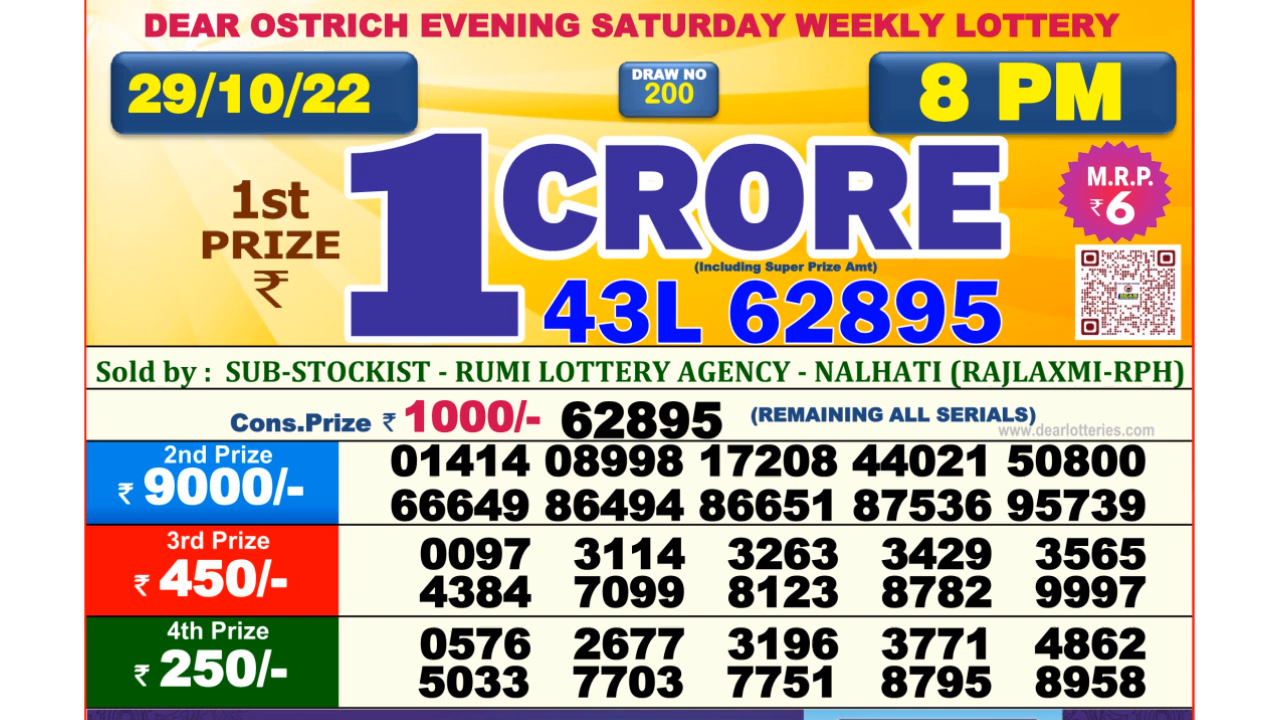 DEAR OSTRICH EVENING SATURDAY WEEKLY LOTTERY
29/10/22
DRAW NO
200
8 PM
1st
PRIZE
₹
1 CRORE
(Including Super Prize Amt)
43L 62895
M.R.P.
₹ 6
Sold by : SUB-STOCKIST - RUMI LOTTERY AGENCY - NALHATI (RAJLAXMI-RPH)
Cons.Prize ₹ 1000/- 62895 (REMAINING ALL SERIALS)
www.dearlotteries.com
2nd Prize
₹ 9000/-
01414 08998 17208 44021 50800
66649 86494 86651 87536 95739
3rd Prize
₹ 450/-
0097 3114 3263 3429 3565
4384 7099 8123 8782 9997
4th Prize
₹ 250/-
0576 2677 3196 3771 4862
5033 7703 7751 8795 8958